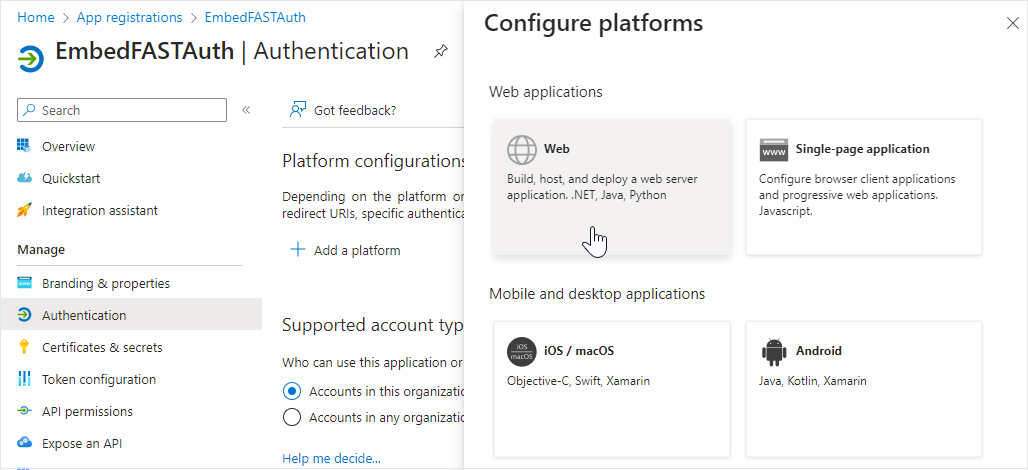 Home > App registrations > EmbedFASTAuth
EmbedFASTAuth | Authentication
Search
«
Overview
Quickstart
Integration assistant
Manage
Branding & properties
Authentication
Certificates & secrets
Token configuration
API permissions
Expose an API
Got feedback?
Platform configurations
Depending on the platform or
redirect URIs, specific authentica
Add a platform
Supported account typ
Who can use this application or
Accounts in this organizatio
Accounts in any organizatio
Help me decide...
Configure platforms
Web applications
Web
Build, host, and deploy a web server
application. .NET, Java, Python
www
Single-page application
Configure browser client applications
and progressive web applications.
Javascript.
Mobile and desktop applications
iOS
macOS
iOS / macOS
Objective-C, Swift, Xamarin
Android
Java, Kotlin, Xamarin